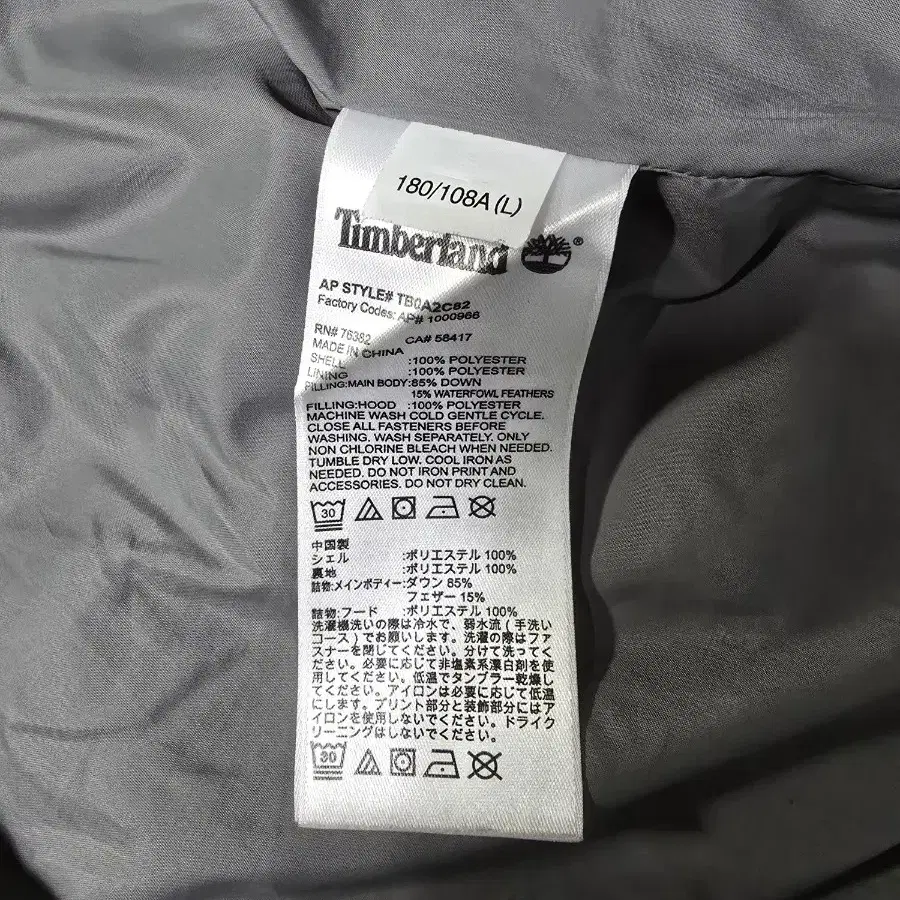 180/108A (L)
Timberland ®
AP STYLE# TB0A2C82
Factory Codes: AP# 1000966
RN# 76382 CA# 58417
MADE IN CHINA
SHELL :100% POLYESTER
LINING :100% POLYESTER
FILLING:MAIN BODY:85% DOWN
15% WATERFOWL FEATHERS
FILLING:HOOD :100% POLYESTER
MACHINE WASH COLD GENTLE CYCLE.
CLOSE ALL FASTENERS BEFORE
WASHING. WASH SEPARATELY. ONLY
NON CHLORINE BLEACH WHEN NEEDED.
TUMBLE DRY LOW. COOL IRON AS
NEEDED. DO NOT IRON PRINT AND
ACCESSORIES. DO NOT DRY CLEAN.
30
中国製
シェル :ポリエステル 100%
裏地 :ポリエステル 100%
詰物:メインボディー:ダウン 85%
フェザー 15%
詰物:フード :ポリエステル 100%
洗濯機洗いの際は冷水で、弱水流(手洗い
コース)でお願いします。洗濯の際はファ
スナーを閉じてください。分けて洗ってく
ださい。必要に応じて非塩素系漂白剤を使
用してください。低温でタンブラー乾燥し
てください。アイロンは必要に応じて低温
にします。プリント部分と装飾部分にはア
イロンを使用しないでください。ドライク
リーニングはしないでください。
30